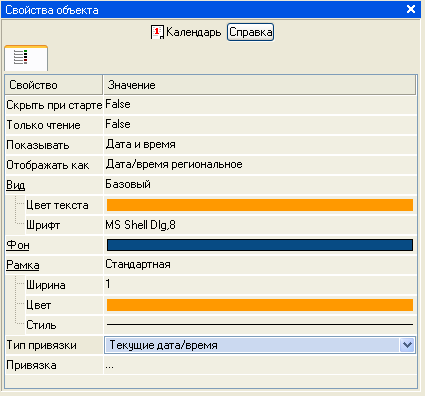 Свойства объекта
Календарь Справка
Свойство Значение
Скрыть при старте False
Только чтение False
Показывать Дата и время
Отображать как Дата/время региональное
Вид Базовый
Цвет текста
Шрифт MS Shell Dlg,8
Фон
Рамка Стандартная
Ширина 1
Цвет
Стиль
Тип привязки Текущие дата/время
Привязка ...